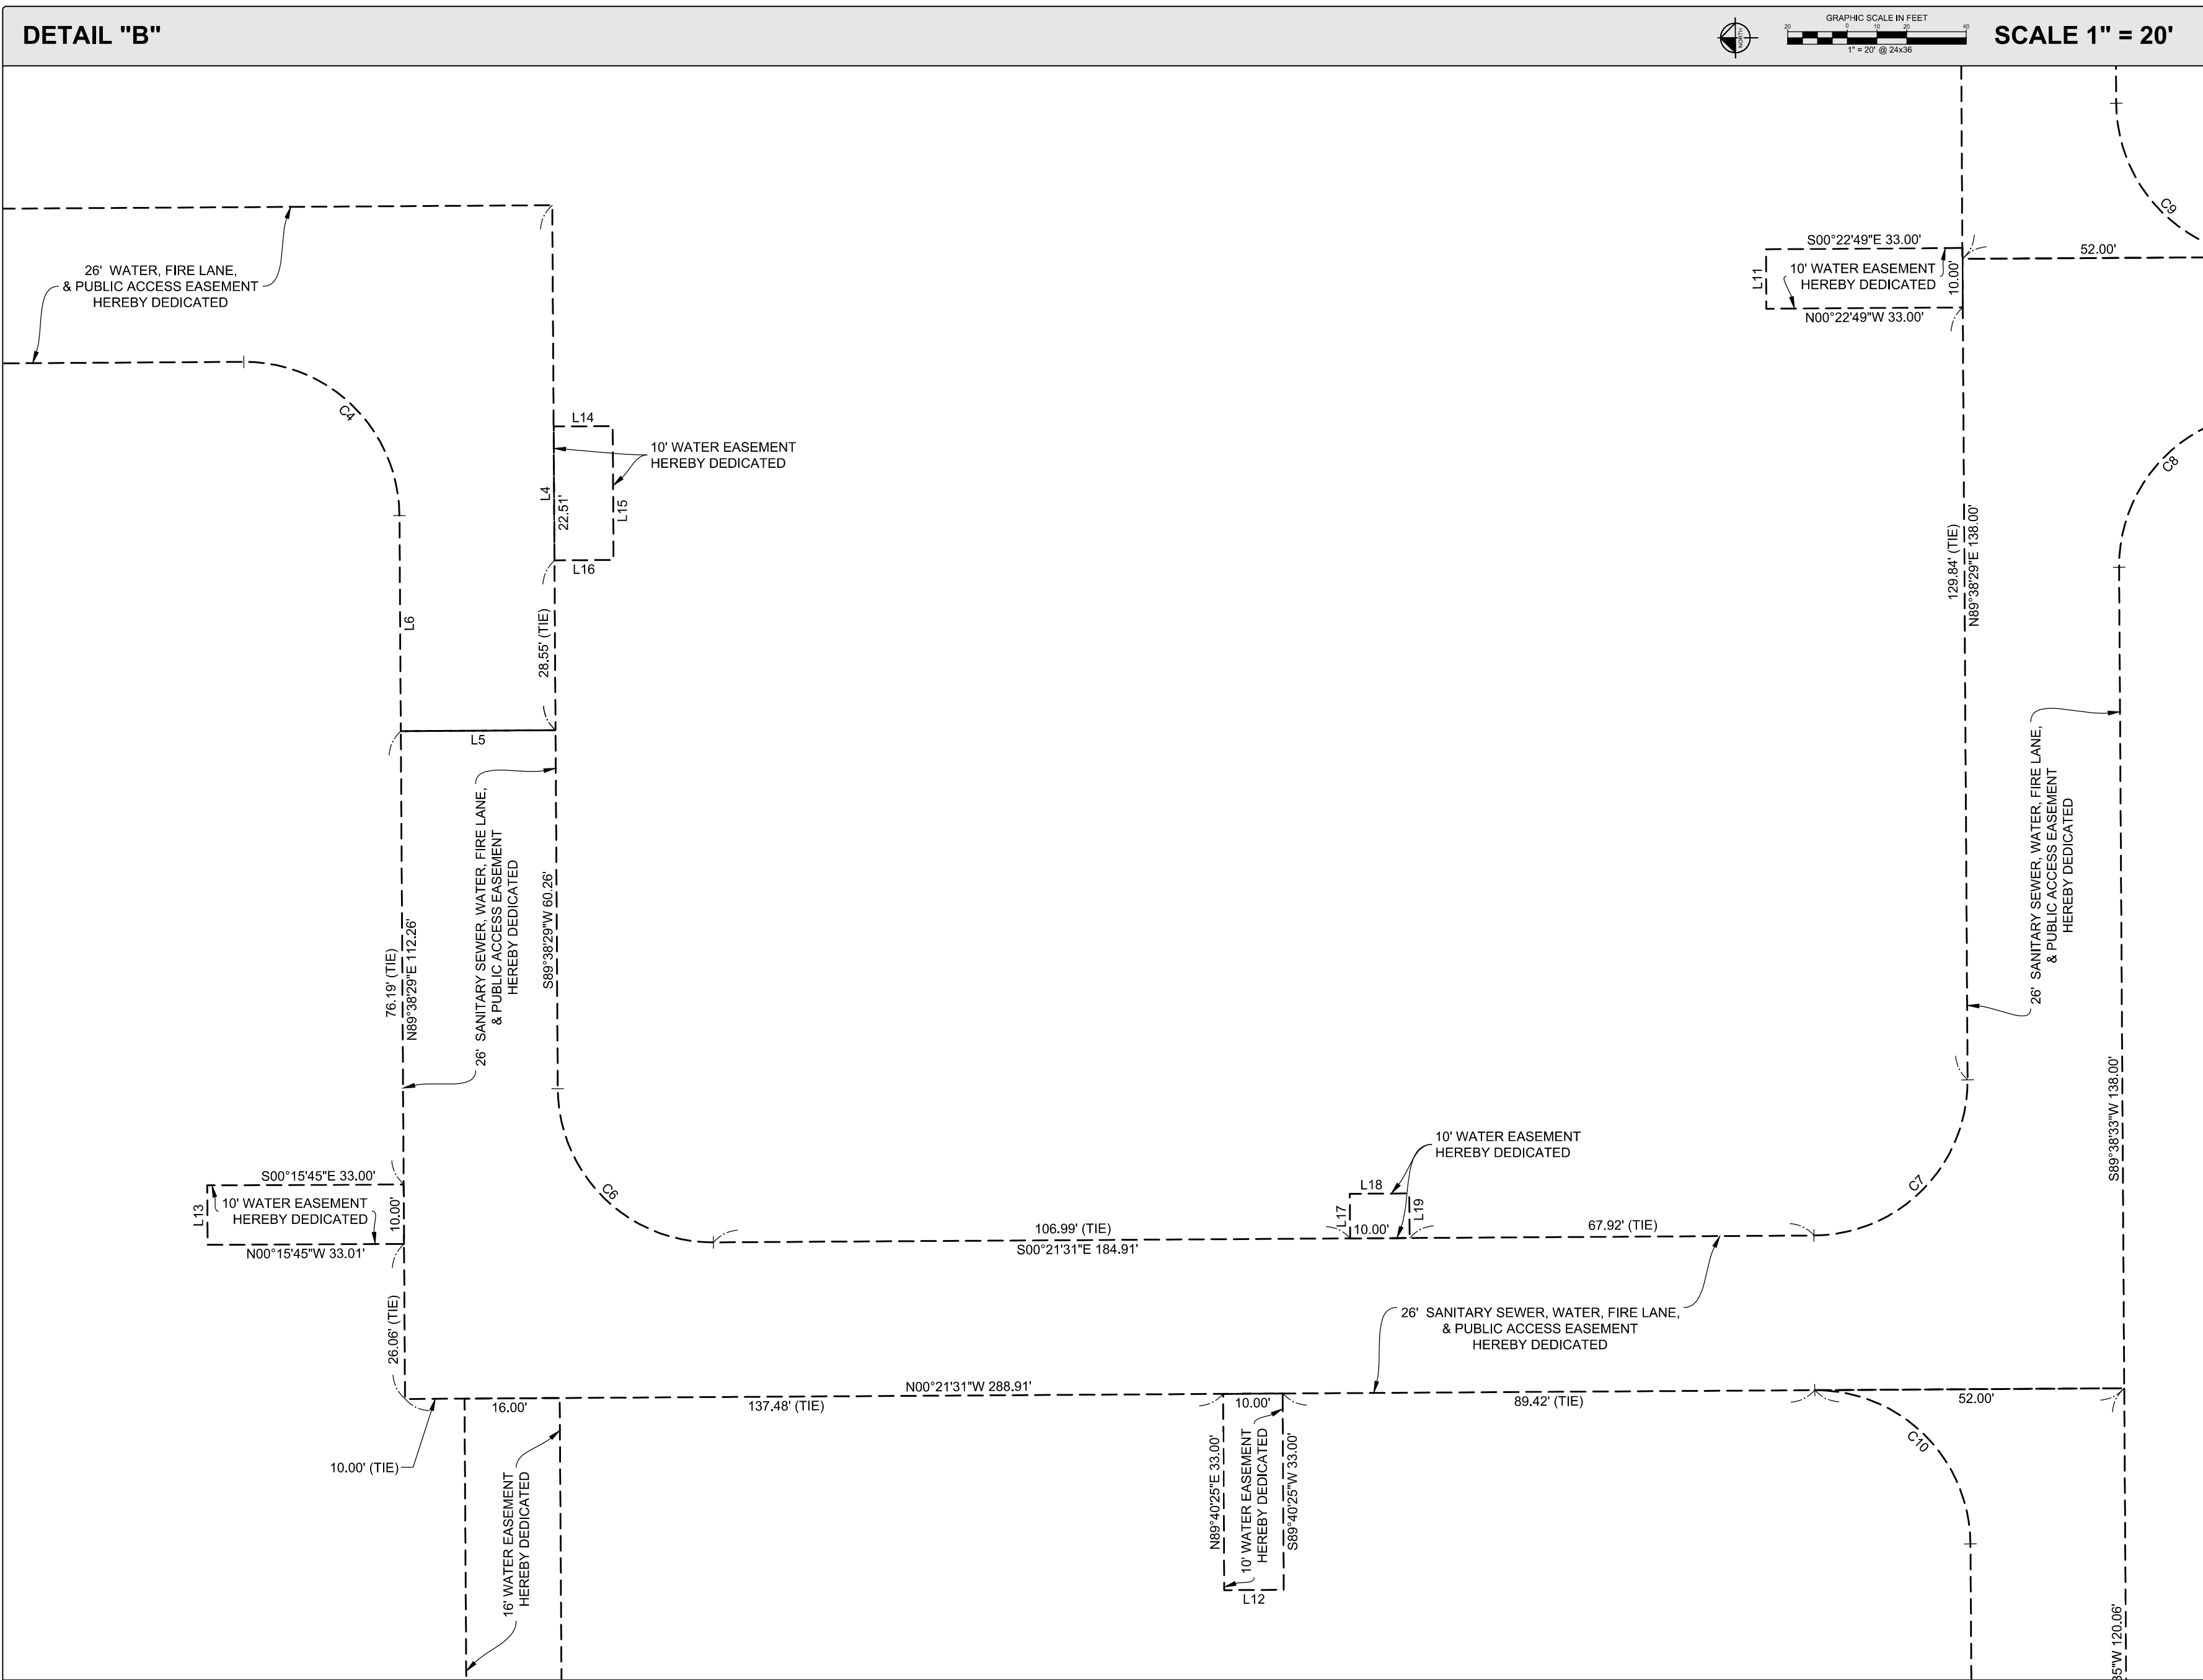 DETAIL "B"
NORTH
GRAPHIC SCALE IN FEET
20 0 10 20 40
1" = 20' @ 24x36
SCALE 1" = 20'
26' WATER, FIRE LANE,
& PUBLIC ACCESS EASEMENT
HEREBY DEDICATED
C4
L14
10' WATER EASEMENT
HEREBY DEDICATED
L4
22.51'
L15
L16
L6
28.55' (TIE)
L5
C9
S00°22'49"E 33.00'
52.00'
L11
10' WATER EASEMENT
HEREBY DEDICATED
10.00'
N00°22'49"W 33.00'
C8
129.84' (TIE)
N89°38'29"E 138.00'
26' SANITARY SEWER, WATER, FIRE LANE,
& PUBLIC ACCESS EASEMENT
HEREBY DEDICATED
76.19' (TIE)
N89°38'29"E 112.26'
26' SANITARY SEWER, WATER, FIRE LANE,
& PUBLIC ACCESS EASEMENT
HEREBY DEDICATED
S89°38'29"W 60.26'
S89°38'33"W 138.00'
S00°15'45"E 33.00'
L13
10' WATER EASEMENT
HEREBY DEDICATED
10.00'
N00°15'45"W 33.01'
C6
10' WATER EASEMENT
HEREBY DEDICATED
L18
L17
10.00'
L19
C7
106.99' (TIE)
67.92' (TIE)
S00°21'31"E 184.91'
26.06' (TIE)
26' SANITARY SEWER, WATER, FIRE LANE,
& PUBLIC ACCESS EASEMENT
HEREBY DEDICATED
N00°21'31"W 288.91'
16.00'
137.48' (TIE)
10.00'
89.42' (TIE)
52.00'
10.00' (TIE)
16' WATER EASEMENT
HEREBY DEDICATED
N89°40'25"E 33.00'
10' WATER EASEMENT
HEREBY DEDICATED
S89°40'25"W 33.00'
L12
C10
35"W 120.06'